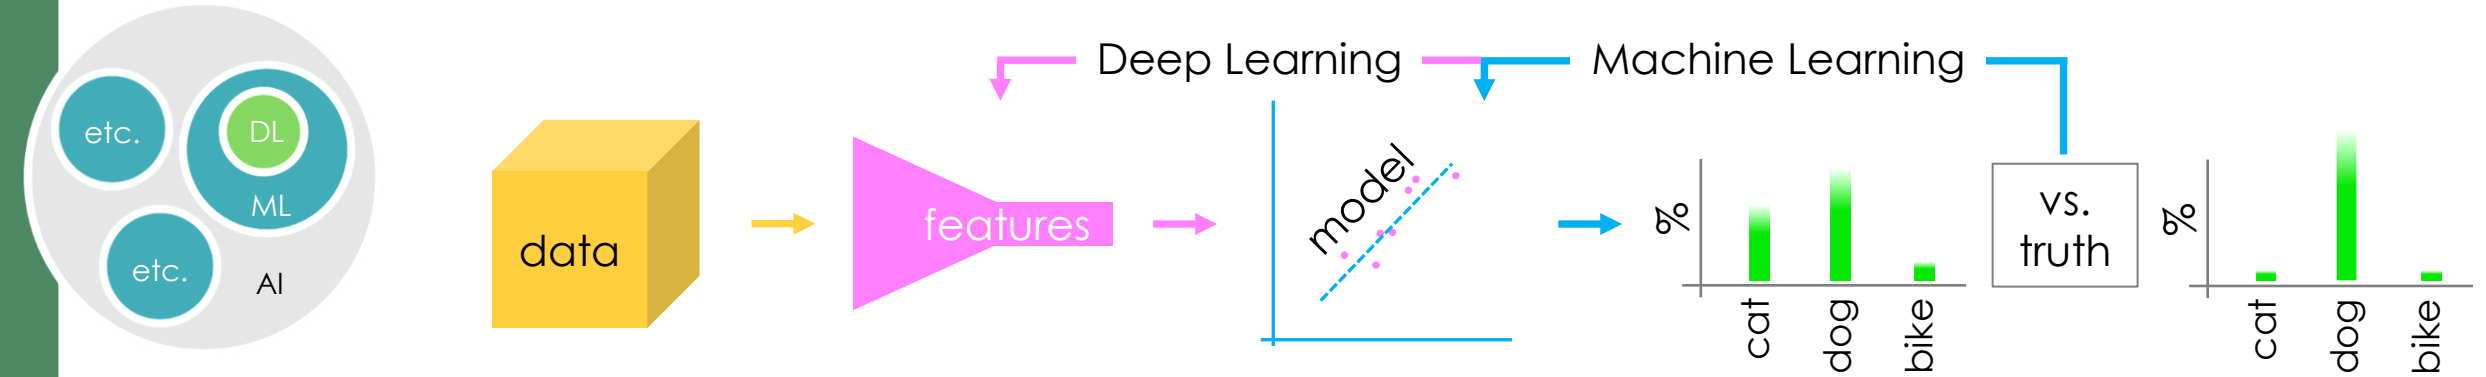 etc.
DL
ML
etc.
AI
data
features
Deep Learning
Machine Learning
model
%
cat
dog
bike
vs.
truth
%
cat
dog
bike